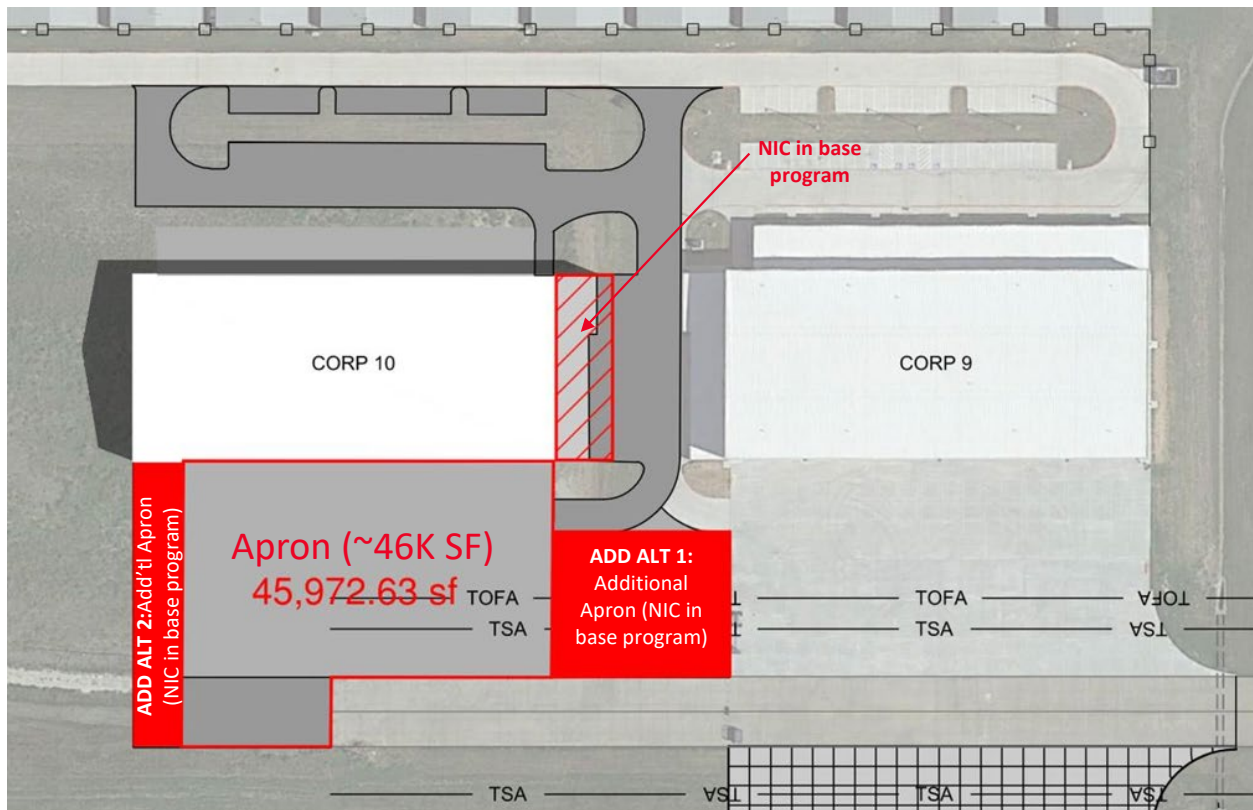 NIC in base
program
CORP 10
CORP 9
ADD ALT 2:Add'tl Apron
(NIC in base program)
Apron (~46K SF)
45,972.63 sf
ADD ALT 1:
Additional
Apron (NIC in
base program)
TOFA
TOFA
TOFA
TSA
TSA
TSA
TSA
TSA
TSA
TSA